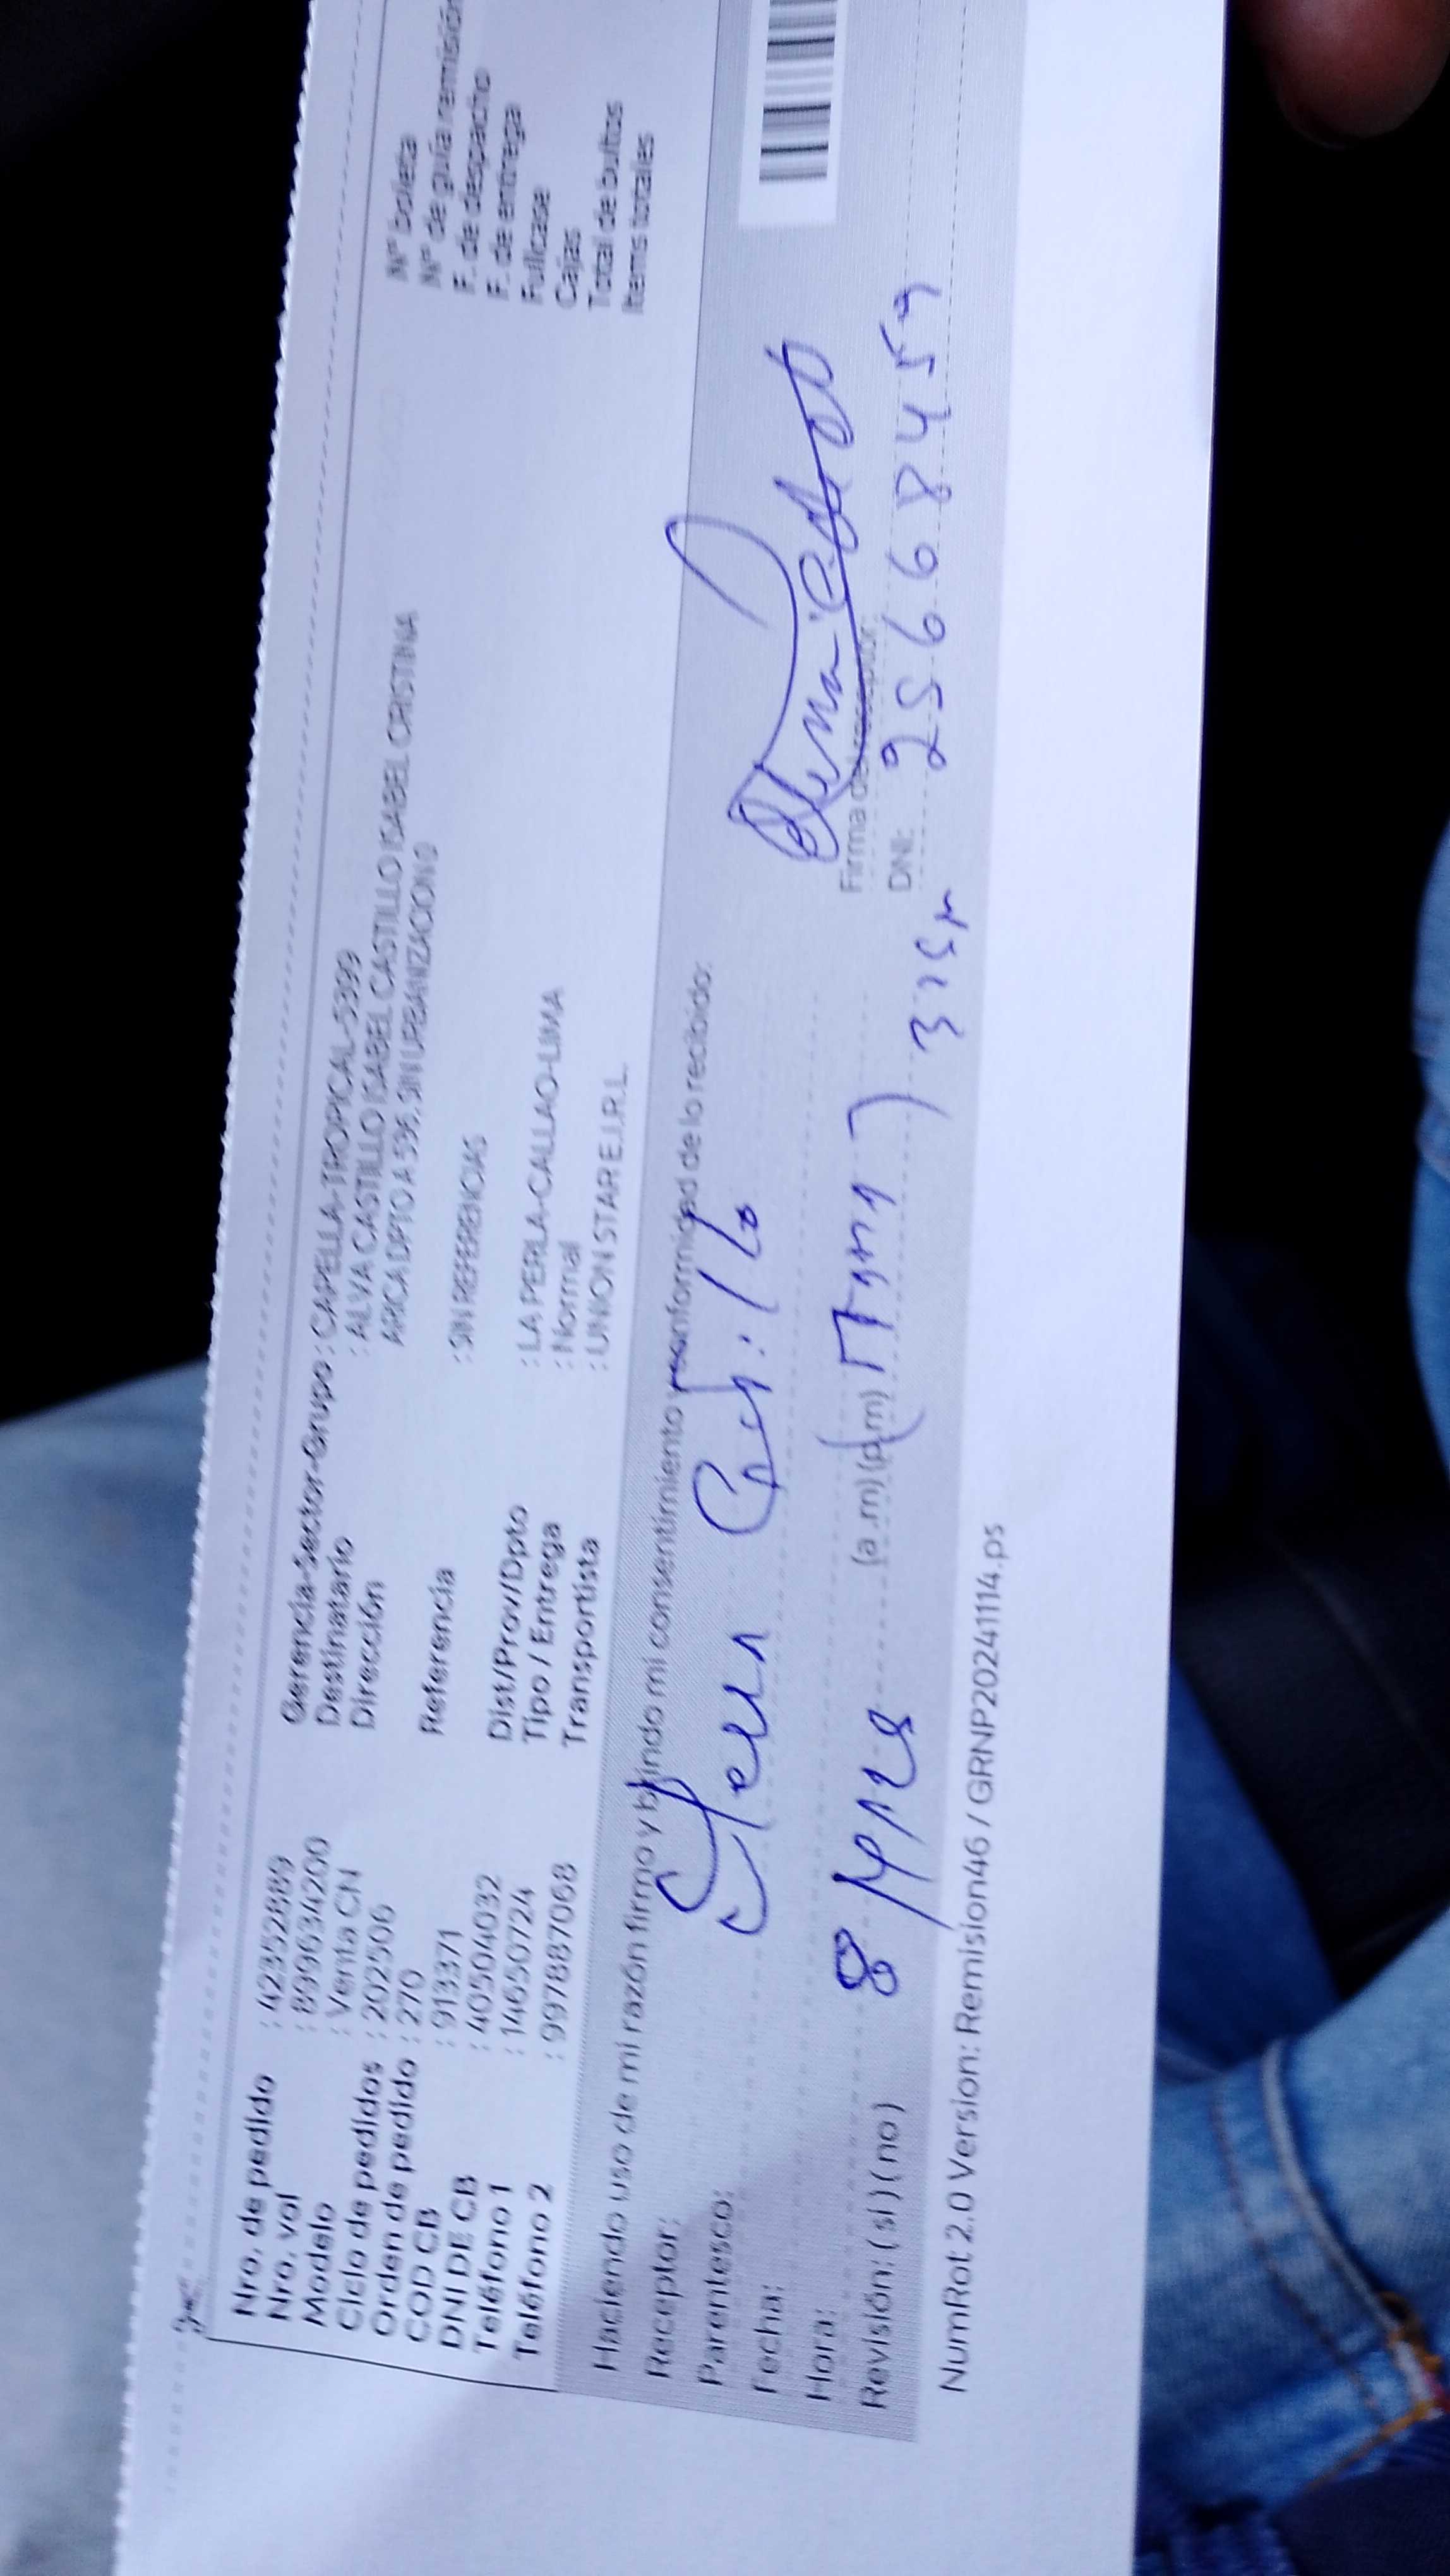 Nro. de pedido : 42352889
Nro. vol : 899634200
Modelo : Venta CN
Ciclo de pedidos : 202506
Orden de pedido : 270
COD CB : 913371
DNI DE CB : 40504032
Teléfono 1 : 14650724
Teléfono 2 : 997887068
Gerencia-Sector-Grupo : CAPELLA-TROPICAL-5399
Destinatario : ALVA CASTILLO ISABEL CASTILLO ISABEL CRISTINA
Dirección ARICA DPTO A 536, SIN URBANIZACION 0
Referencia : SIN REFERENCIAS
Dist/Prov/Dpto : LA PERLA-CALLAO-LIMA
Tipo / Entrega : Normal
Transportista : UNION STAR E.I.R.L.
Nº boleta
Nº de guía remisión
F. de despacho
F. de entrega
Fullcase
Cajas
Total de bultos
Items totales
Haciendo uso de mi razón firmo y brindo mi consentimiento y conformidad de lo recibido:
Receptor:
Parentesco:
Fecha:
Hora: (a .m) (p.m)
Revisión: ( sí ) ( no )
Firma del receptor:
DNI: 25668459
NumRot 2.0 Version: Remision46 / GRNP20241114.ps